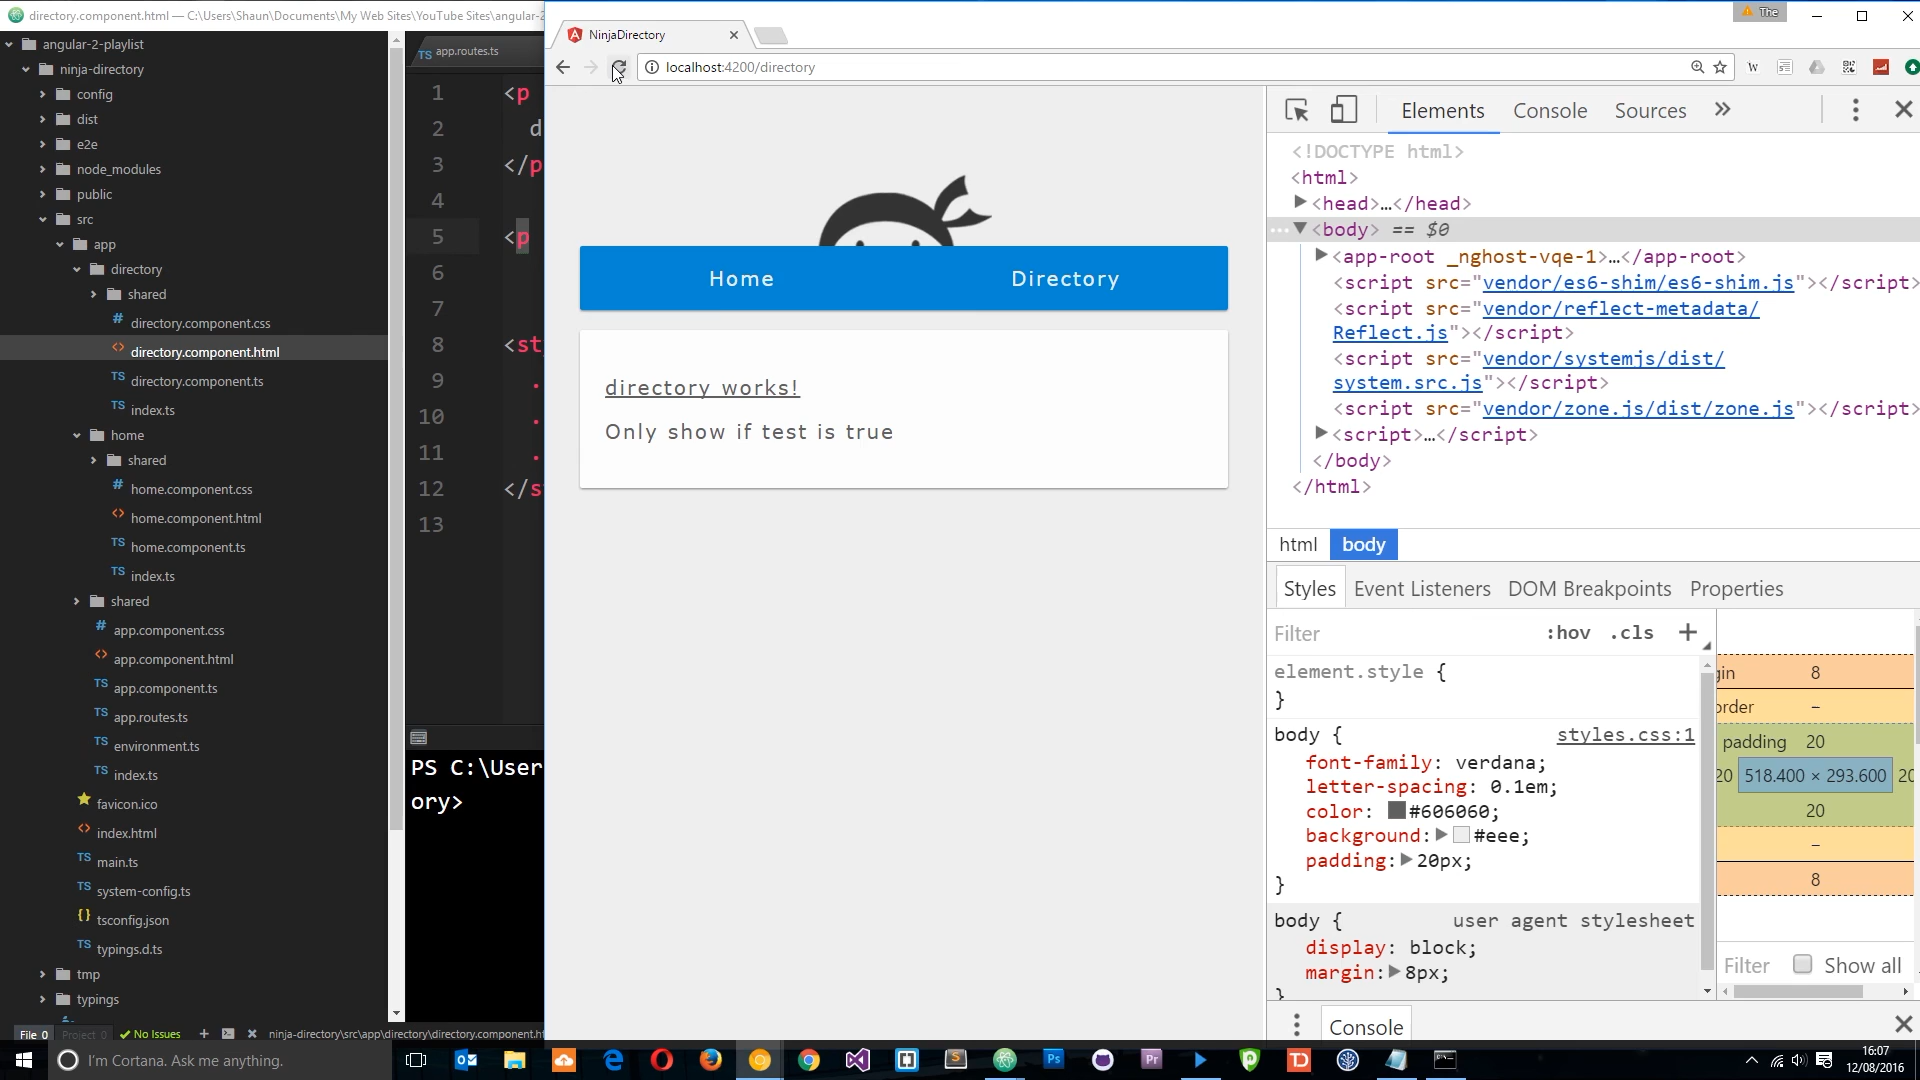 directory.component.html — C:\Users\Shaun\Documents\My Web Sites\YouTube Sites\angular-2
angular-2-playlist
ninja-directory
config
dist
e2e
node_modules
public
src
app
directory
shared
directory.component.css
directory.component.html
directory.component.ts
index.ts
home
shared
home.component.css
home.component.html
home.component.ts
index.ts
shared
app.component.css
app.component.html
app.component.ts
app.routes.ts
environment.ts
index.ts
favicon.ico
index.html
main.ts
system-config.ts
tsconfig.json
typings.d.ts
tmp
typings
File 0 Project 0 No Issues ninja-directory\src\app\directory\directory.component.ht
TS app.routes.ts
1 <p
2 d
3 </p
4
5 <p
6
7
8 <st
9 .
10 .
11 .
12 </s
13
PS C:\User
ory>
The
NinjaDirectory
localhost:4200/directory
Home
Directory
directory works!
Only show if test is true
Elements Console Sources
<!DOCTYPE html>
<html>
<head>…</head>
<body> == $0
<app-root _nghost-vqe-1>…</app-root>
<script src="vendor/es6-shim/es6-shim.js"></script>
<script src="vendor/reflect-metadata/
Reflect.js"></script>
<script src="vendor/systemjs/dist/
system.src.js"></script>
<script src="vendor/zone.js/dist/zone.js"></script>
<script>…</script>
</body>
</html>
html body
Styles Event Listeners DOM Breakpoints Properties
Filter :hov .cls +
element.style {
}
body { styles.css:1
font-family: verdana;
letter-spacing: 0.1em;
color: #606060;
background: #eee;
padding: 20px;
}
body { user agent stylesheet
display: block;
margin: 8px;
}
gin 8
order –
padding 20
20 518.400 × 293.600 20
20
–
8
Filter Show all
Console
I'm Cortana. Ask me anything.
16:07
12/08/2016